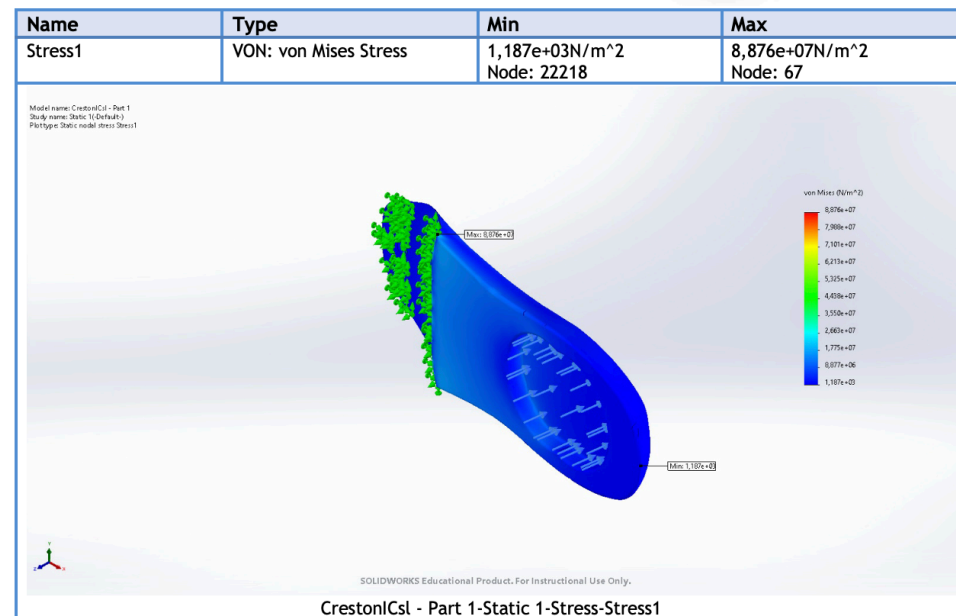 Name Type Min Max
Stress1 VON: von Mises Stress 1,187e+03N/m^2 8,876e+07N/m^2
Node: 22218 Node: 67
Model name: CrestonICsl - Part 1
Study name: Static 1(-Default-)
Plot type: Static nodal stress Stress1
von Mises (N/m^2)
8,876e+07
7,988e+07
7,101e+07
6,213e+07
5,325e+07
4,438e+07
3,550e+07
2,663e+07
1,775e+07
8,877e+06
1,187e+03
Max: 8,876e+07
Min: 1,187e+03
SOLIDWORKS Educational Product. For Instructional Use Only.
CrestonICsl - Part 1-Static 1-Stress-Stress1